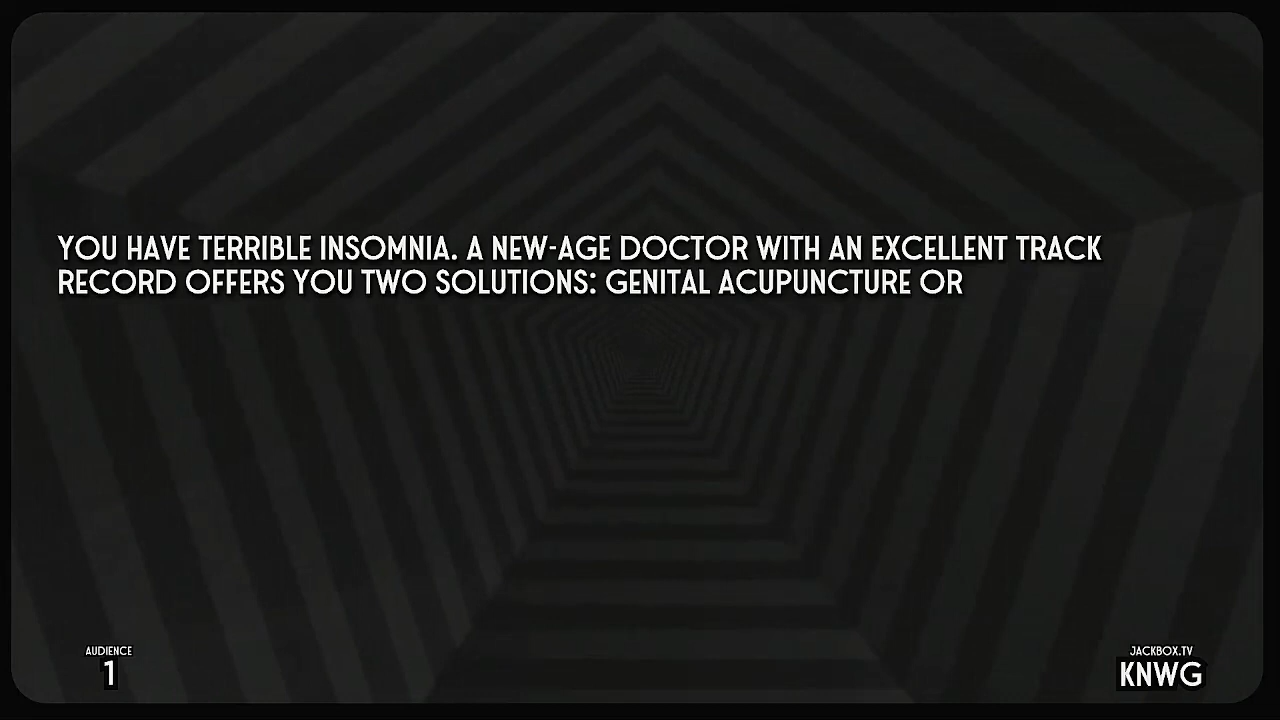 YOU HAVE TERRIBLE INSOMNIA. A NEW-AGE DOCTOR WITH AN EXCELLENT TRACK
RECORD OFFERS YOU TWO SOLUTIONS: GENITAL ACUPUNCTURE OR
AUDIENCE
1
JACKBOX.TV
KNWG